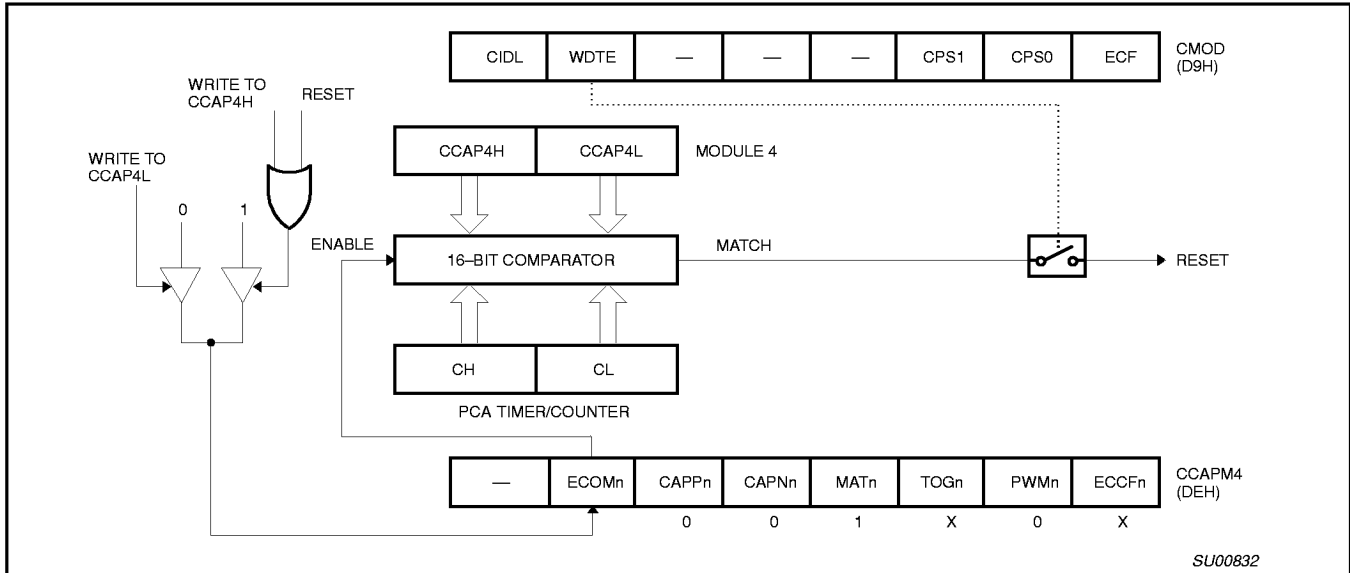 CIDL WDTE — — — CPS1 CPS0 ECF
CMOD
(D9H)
WRITE TO
CCAP4H
RESET
WRITE TO
CCAP4L
0 1
CCAP4H CCAP4L MODULE 4
ENABLE
16–BIT COMPARATOR
MATCH
RESET
CH CL
PCA TIMER/COUNTER
— ECOMn CAPPn CAPNn MATn TOGn PWMn ECCFn
CCAPM4
(DEH)
0 0 1 X 0 X
SU00832